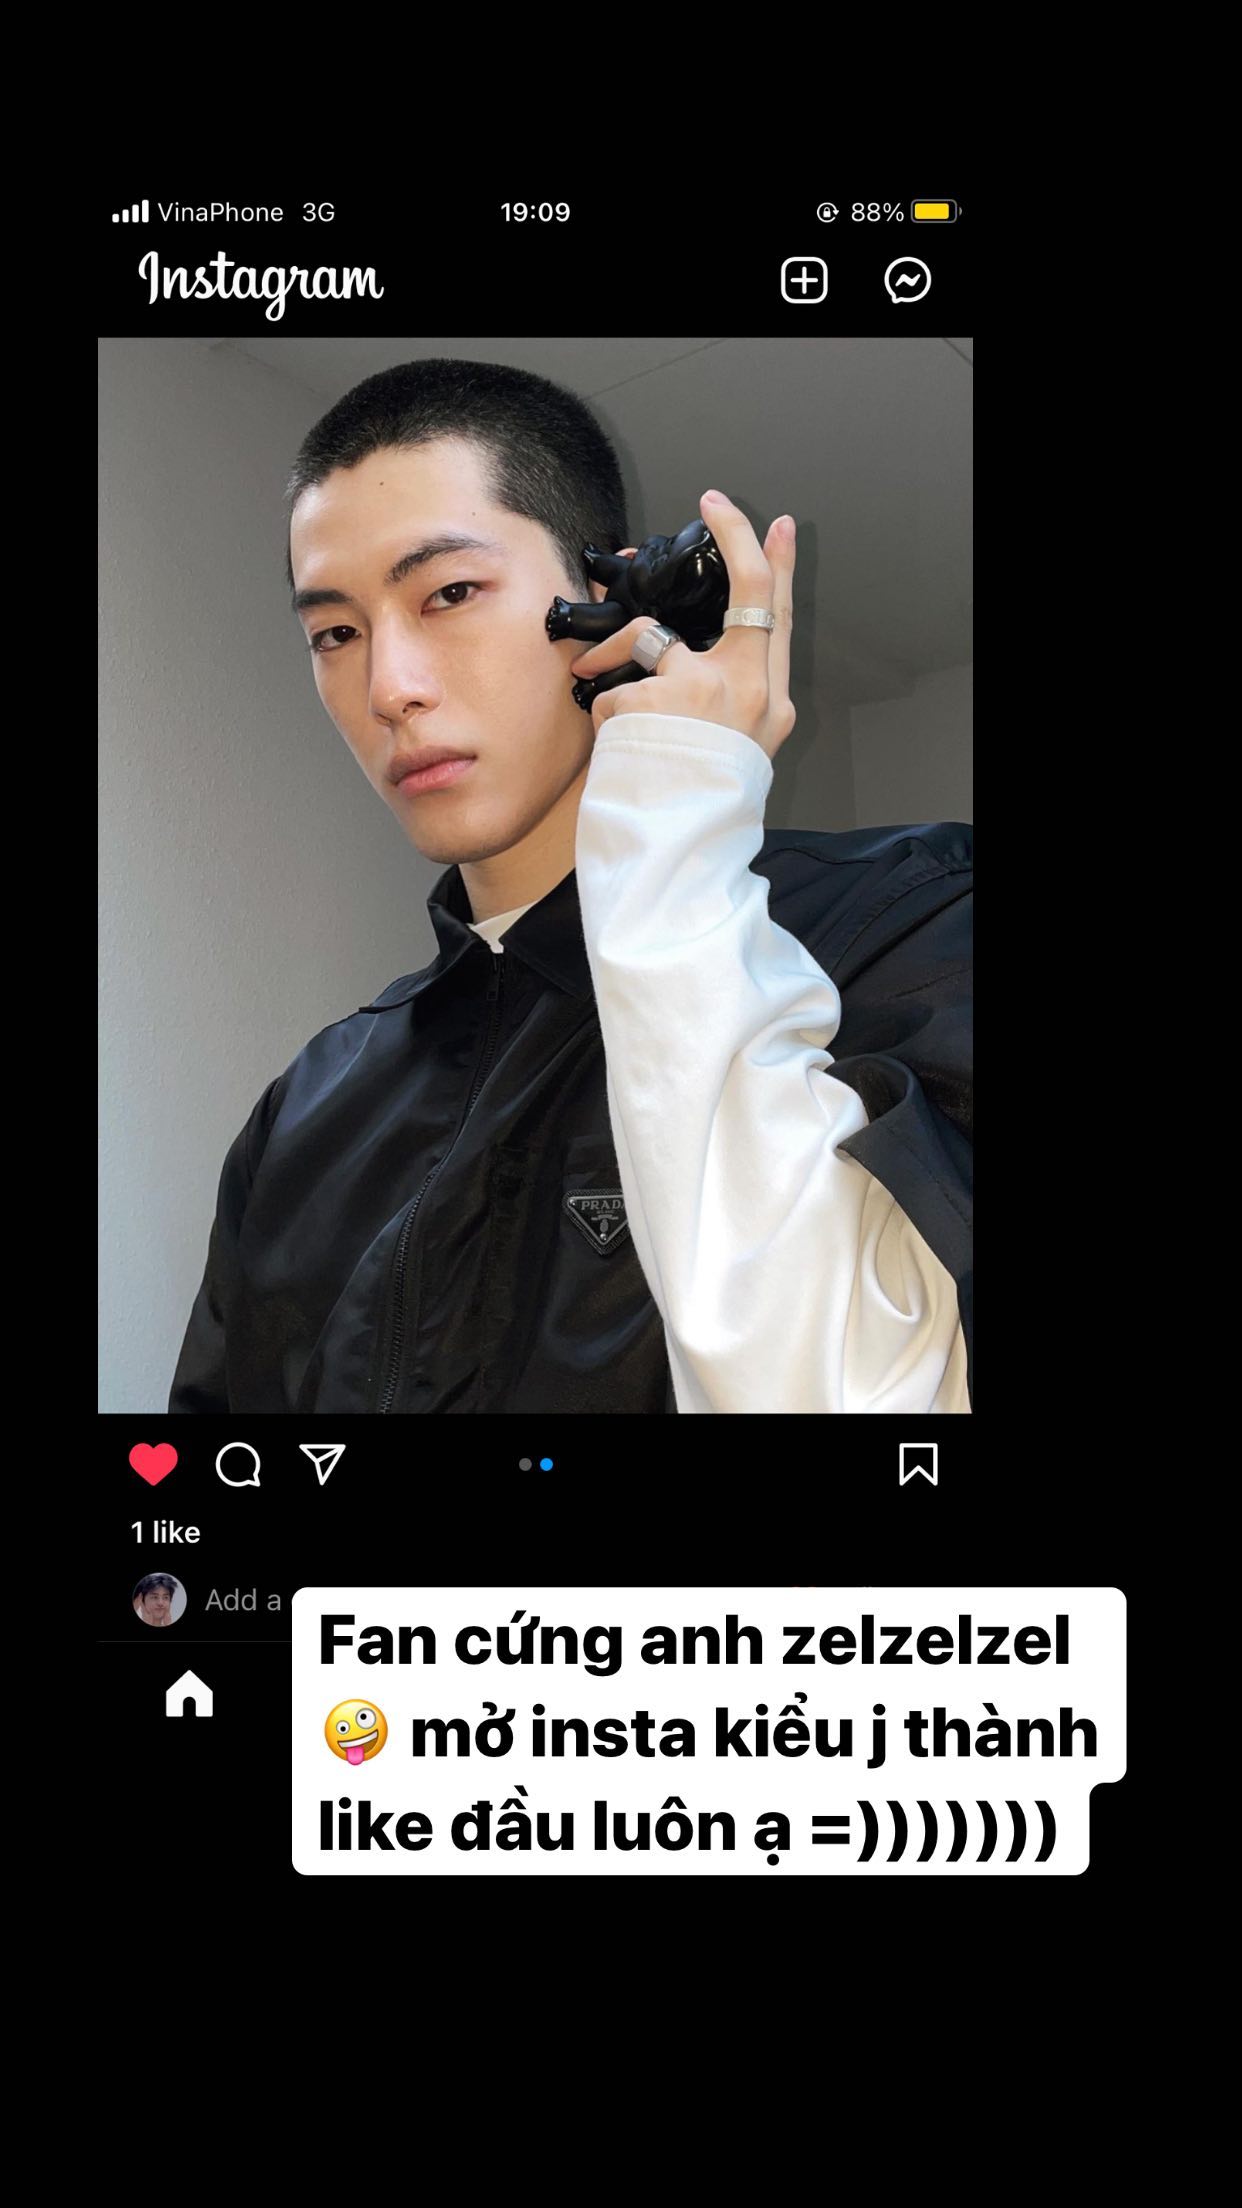 VinaPhone 3G 19:09 88%
Instagram
PRADA
1 like
Add a
Fan cứng anh zelzelzel
🤪 mở insta kiểu j thành
like đầu luôn ạ =)))))))